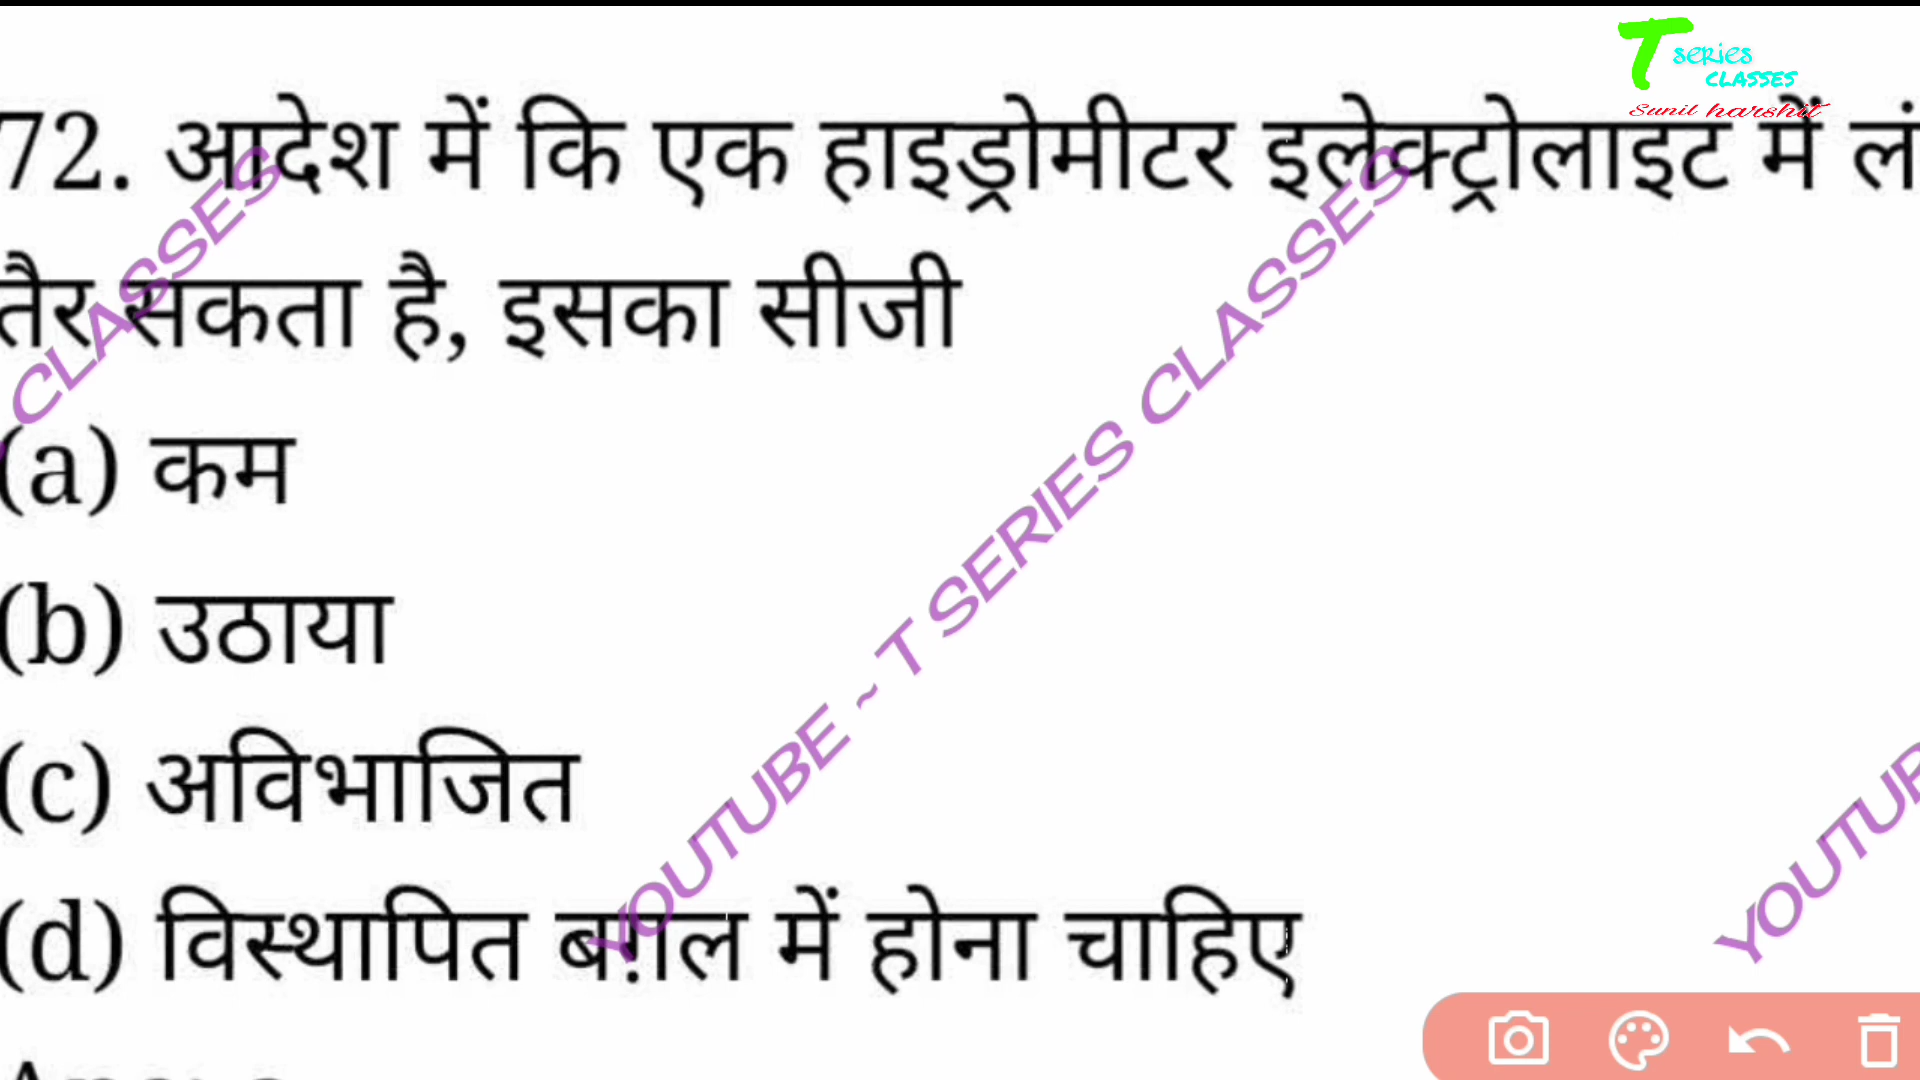 T series
CLASSES
Sunil harshit
72. आदेश में कि एक हाइड्रोमीटर इलेक्ट्रोलाइट में लं
तैर सकता है, इसका सीजी
(a) कम
(b) उठाया
(c) अविभाजित
(d) विस्थापित बग़ल में होना चाहिए
CLASSES
YOUTUBE ~ T SERIES CLASSES
YOUTUB